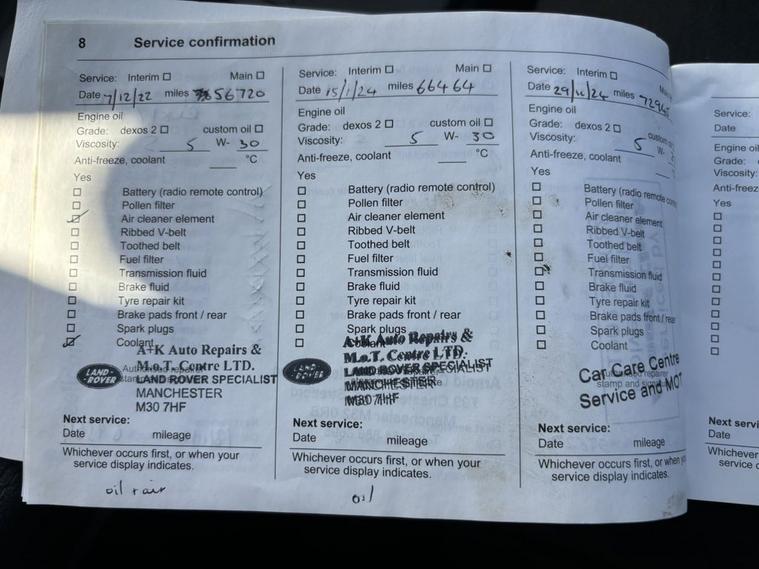 8 Service confirmation
Service: Interim Main
Date 7/12/22 miles 56720
Engine oil
Grade: dexos 2 custom oil
Viscosity: 5 W- 30
Anti-freeze, coolant °C
Yes
Battery (radio remote control)
Pollen filter
Air cleaner element
Ribbed V-belt
Toothed belt
Fuel filter
Transmission fluid
Brake fluid
Tyre repair kit
Brake pads front / rear
Spark plugs
Coolant
A+K Auto Repairs &
M.o.T. Centre LTD.
LAND ROVER SPECIALIST
MANCHESTER
M30 7HF
LAND-
ROVER
Next service:
Date mileage
Whichever occurs first, or when your
service display indicates.
oil + air
Service: Interim Main
Date 15/1/24 miles 66464
Engine oil
Grade: dexos 2 custom oil
Viscosity: 5 W- 30
Anti-freeze, coolant °C
Yes
Battery (radio remote control)
Pollen filter
Air cleaner element
Ribbed V-belt
Toothed belt
Fuel filter
Transmission fluid
Brake fluid
Tyre repair kit
Brake pads front / rear
Spark plugs
A+K Auto Repairs &
M.o.T. Centre LTD.
LAND ROVER SPECIALIST
MANCHESTER
M30 7HF
Next service:
Date mileage
Whichever occurs first, or when your
service display indicates.
oil
Service: Interim
Date 29/11/24 miles
Engine oil
Grade: dexos 2 custom
Viscosity: 5 W-
Anti-freeze, coolant
Yes
Battery (radio remote
Pollen filter
Air cleaner element
Ribbed V-belt
Toothed belt
Fuel filter
Transmission fluid
Brake fluid
Tyre repair kit
Brake pads front / rear
Spark plugs
Coolant
Car Care Centre
stamp and
Service and MOT
Next service:
Date mileage
Whichever occurs first, or when
service display indicates.
Service:
Date
Engine oil
Grade:
Viscosity:
Anti-freez
Yes
Next servi
Date
Whichever
service